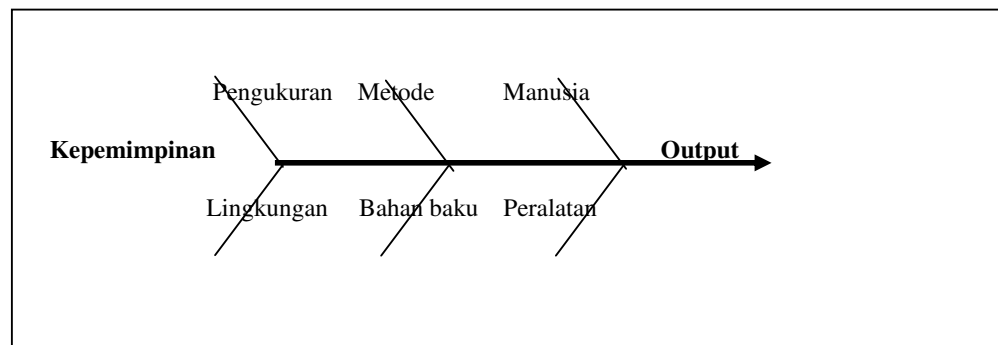 Pengukuran Metode Manusia
Kepemimpinan Output
Lingkungan Bahan baku Peralatan